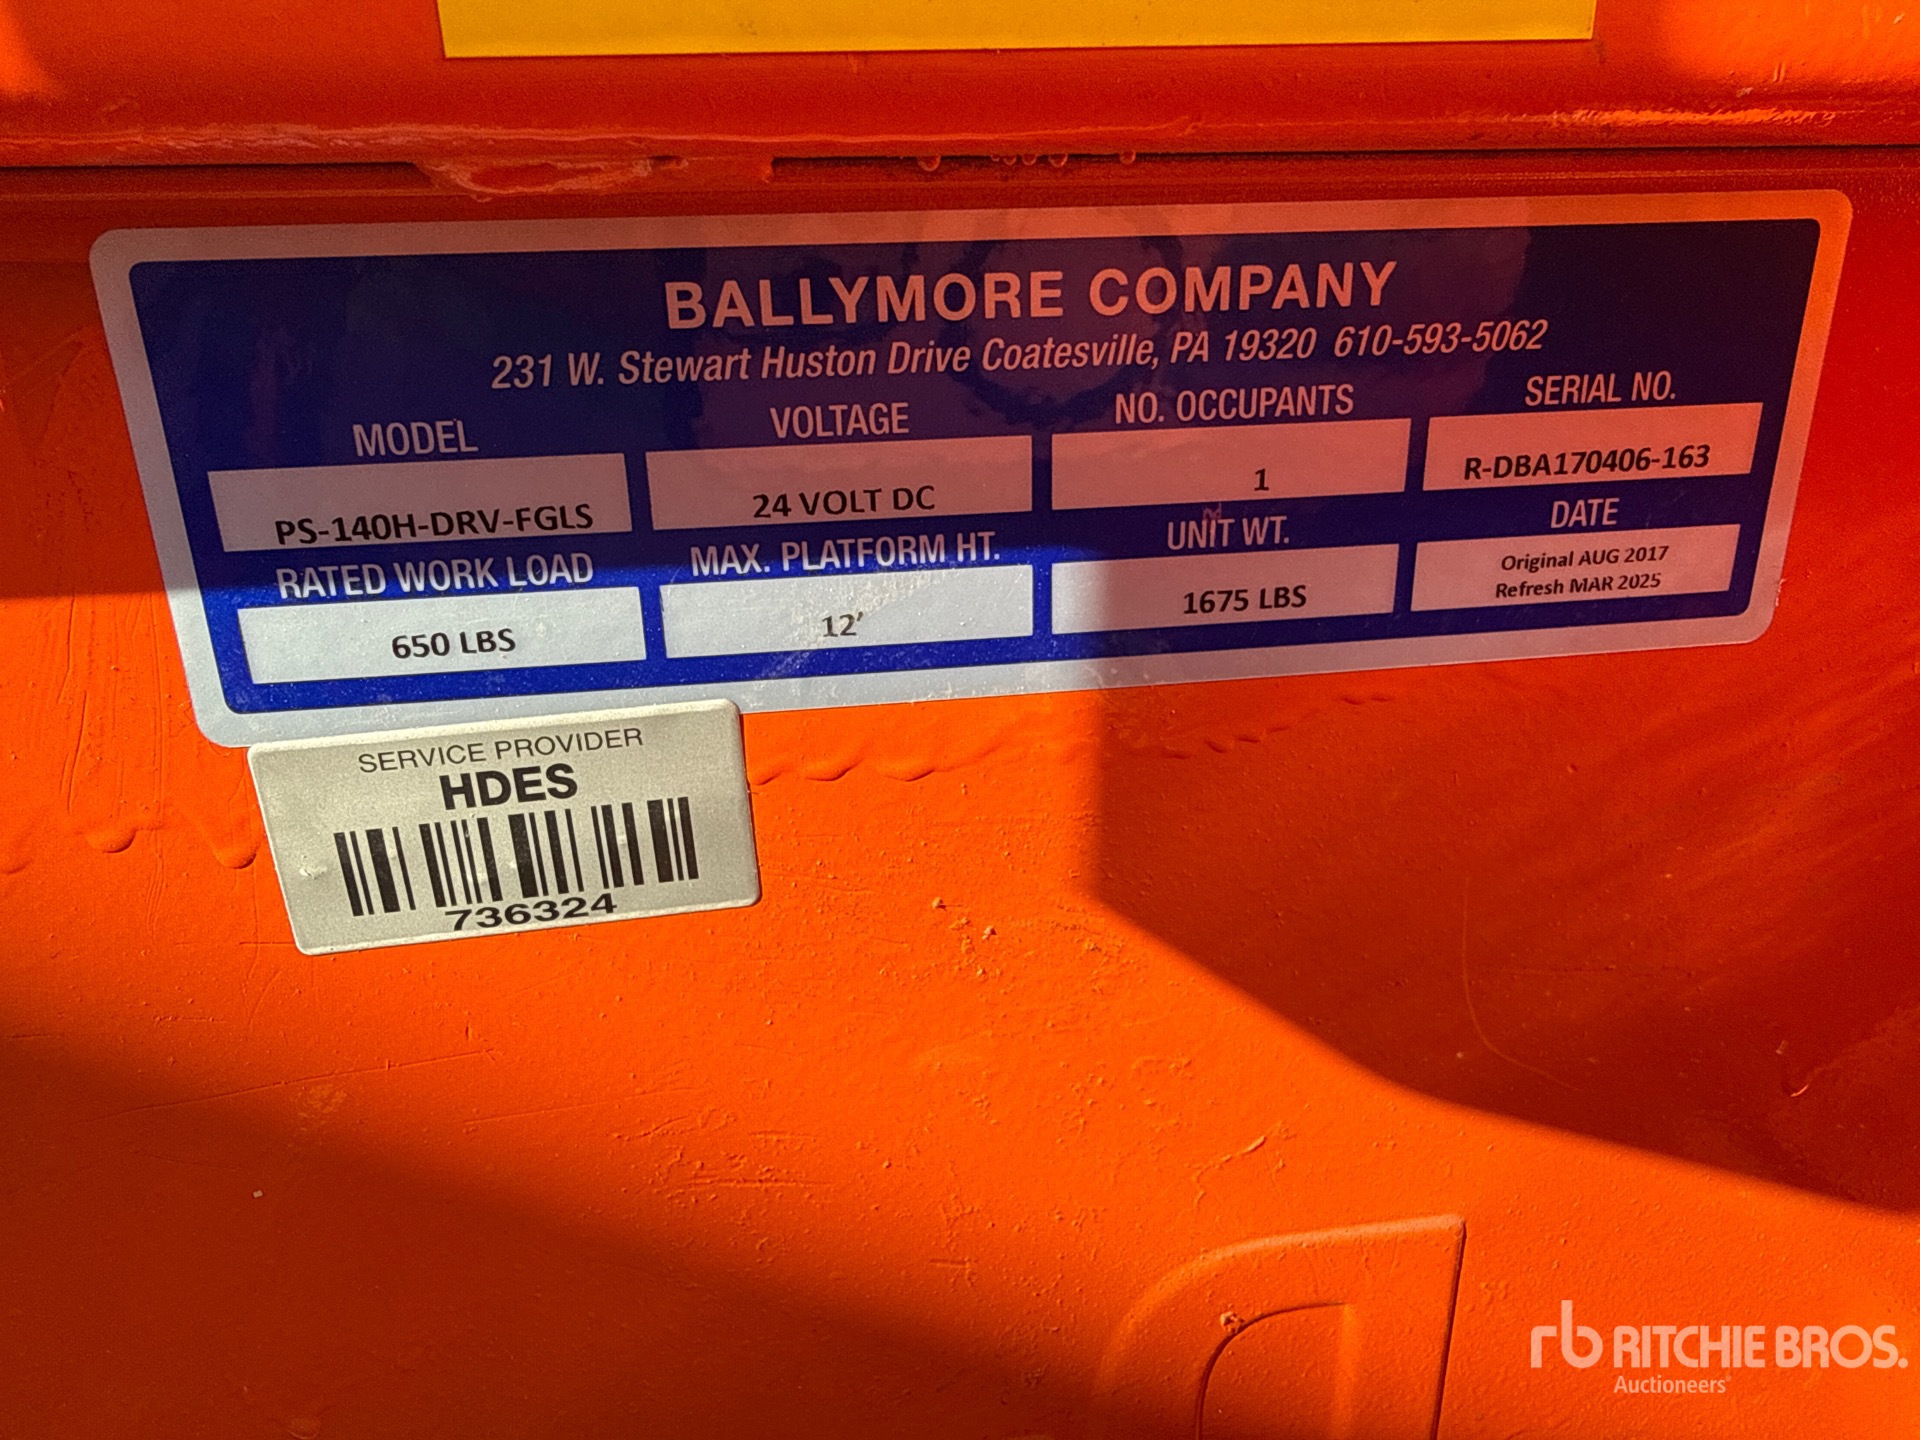 BALLYMORE COMPANY
231 W. Stewart Huston Drive Coatesville, PA 19320 610-593-5062
MODEL VOLTAGE NO. OCCUPANTS SERIAL NO.
PS-140H-DRV-FGLS 24 VOLT DC 1 R-DBA170406-163
RATED WORK LOAD MAX. PLATFORM HT. UNIT WT. DATE
650 LBS 12' 1675 LBS Original AUG 2017
Refresh MAR 2025
SERVICE PROVIDER
HDES
736324
rb RITCHIE BROS.
Auctioneers